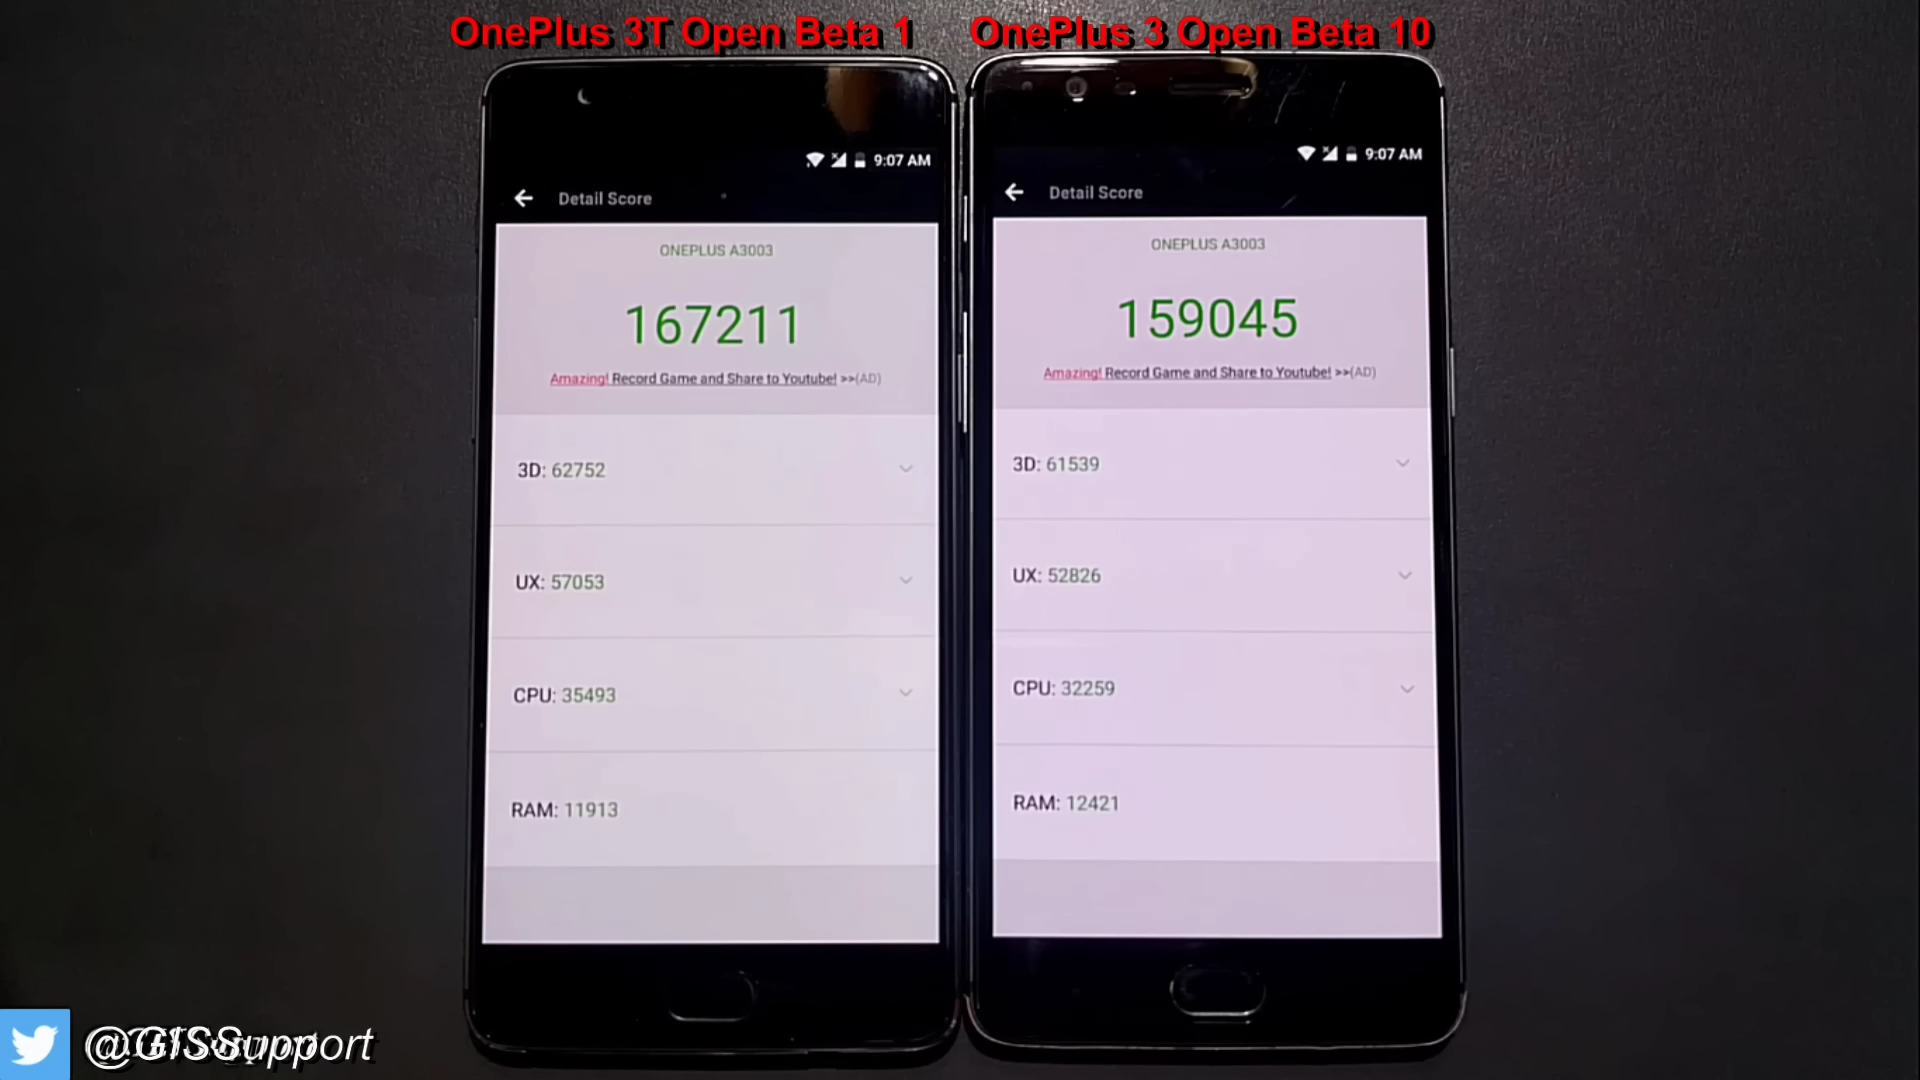 OnePlus 3T Open Beta 1
OnePlus 3 Open Beta 10
9:07 AM
Detail Score
ONEPLUS A3003
167211
Amazing! Record Game and Share to Youtube! >>(AD)
3D: 62752
UX: 57053
CPU: 35493
RAM: 11913
9:07 AM
Detail Score
ONEPLUS A3003
159045
Amazing! Record Game and Share to Youtube! >>(AD)
3D: 61539
UX: 52826
CPU: 32259
RAM: 12421
@GISSupport